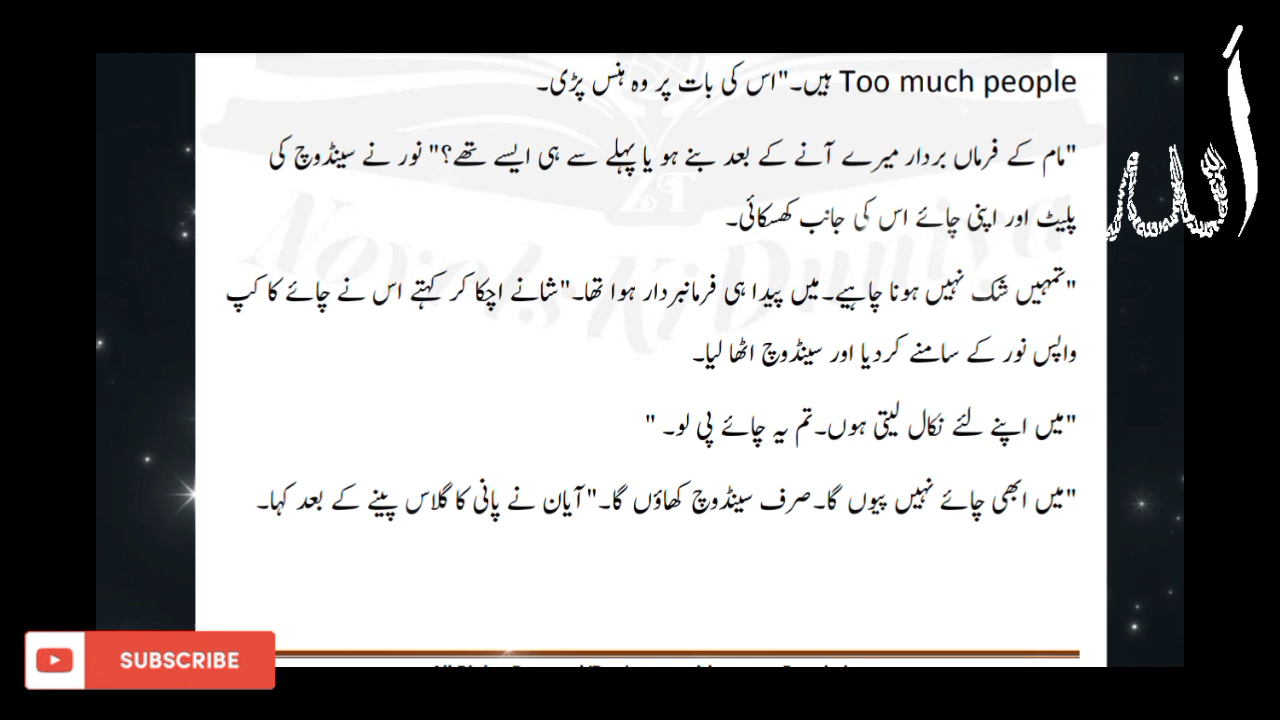 Too much people ہیں۔"اس کی بات پر وہ ہنس پڑی۔
"مام کے فرماں بردار میرے آنے کے بعد بنے ہو یا پہلے سے ہی ایسے تھے؟" نور نے سینڈوچ کی
پلیٹ اور اپنی چائے اس کی جانب کھسکائی۔
"تمہیں شک نہیں ہونا چاہیے۔میں پیدا ہی فرمانبردار ہوا تھا۔"شانے اچکا کر کہتے اس نے چائے کا کپ
واپس نور کے سامنے کردیا اور سینڈوچ اٹھا لیا۔
"میں اپنے لئے نکال لیتی ہوں۔تم یہ چائے پی لو۔ "
"میں ابھی چائے نہیں پیوں گا۔صرف سینڈوچ کھاؤں گا۔"آیان نے پانی کا گلاس پینے کے بعد کہا۔
Novels Ki Duniya
الله
SUBSCRIBE